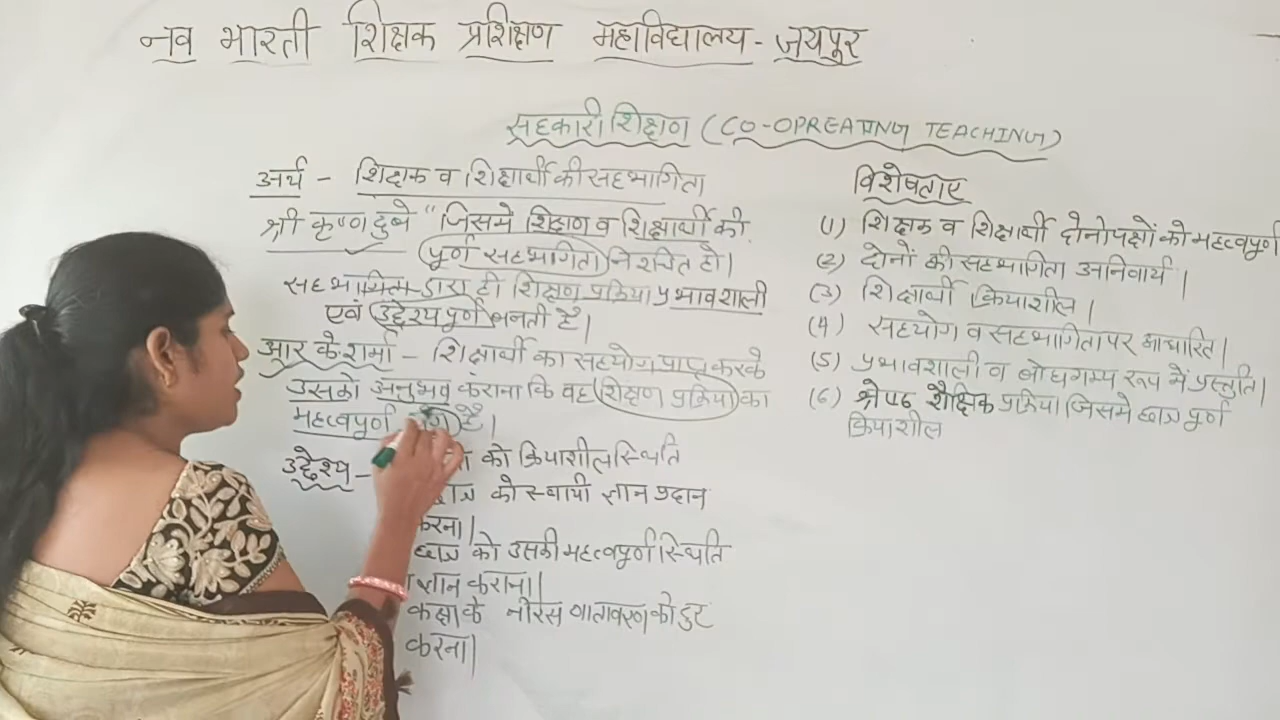 नव भारती शिक्षक प्रशिक्षण महाविद्यालय - जयपुर
सहकारी शिक्षण (CO-OPREATING TEACHING)
अर्थ - शिक्षक व शिक्षार्थी की सहभागिता
श्री कृष्ण दुबे "जिसमे शिक्षण व शिक्षार्थी की
पूर्ण सहभागिता निश्चित हो।
सहभागिता द्वारा ही शिक्षण प्रक्रिया प्रभावशाली
एवं उद्देश्यपूर्ण बनती है।
आर के शर्मा - शिक्षार्थी का सहयोग प्राप्त करके
उसको अनुभव कराना कि वह शिक्षण प्रक्रिया का
महत्वपूर्ण है।
उद्देश्य - को क्रियाशील स्थिति
छात्र को स्थायी ज्ञान प्रदान
करना।
छात्र को उसकी महत्वपूर्ण स्थिति
ज्ञान कराना।
कक्षा के नीरस वातावरण को दुर
करना।
विशेषताए
(1) शिक्षक व शिक्षार्थी दोनो पक्षों को महत्वपूर्ण
(2) दोनों की सहभागिता अनिवार्य।
(3) शिक्षार्थी क्रियाशील।
(4) सहयोग व सहभागिता पर आधारित।
(5) प्रभावशाली व बोधगम्य रूप में प्रस्तुति।
(6) श्रेष्ठ शैक्षिक प्रक्रिया जिसमे छात्र पूर्ण
क्रियाशील